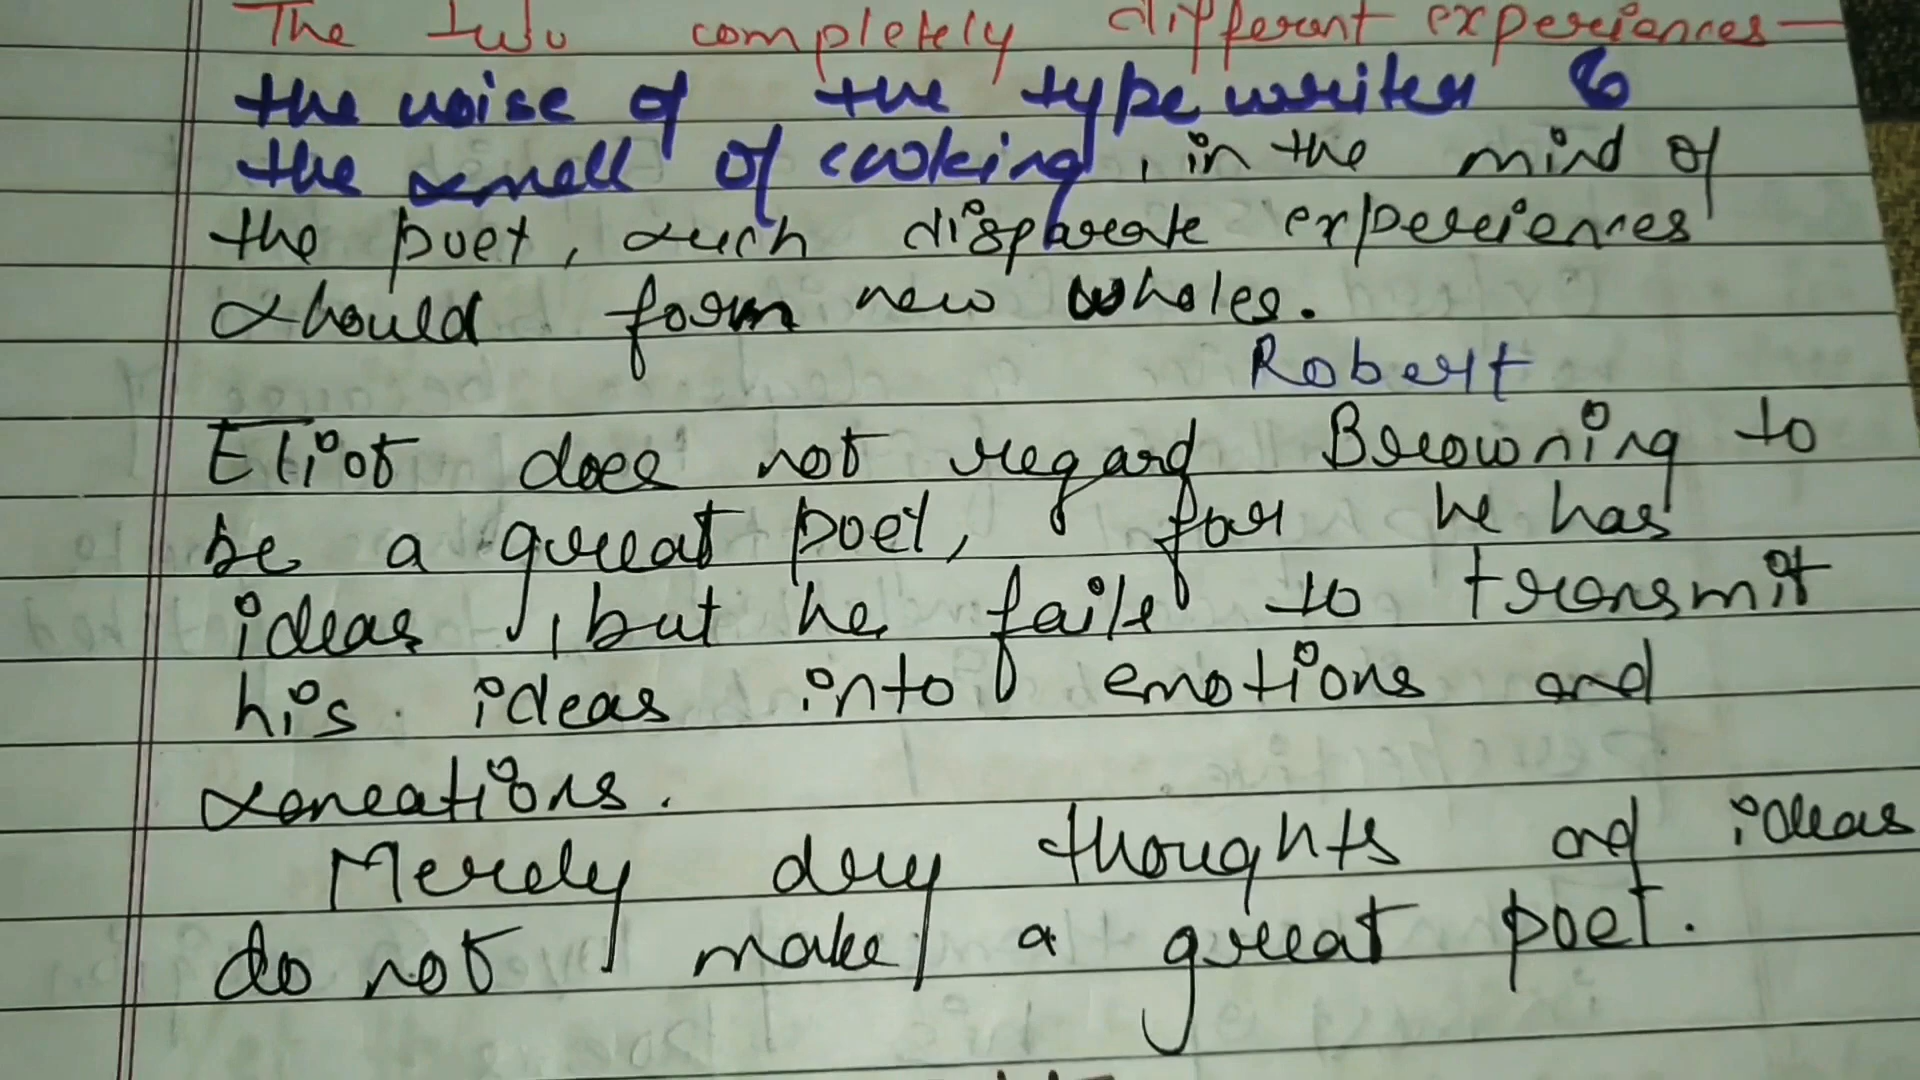 The two completely different experiences—
the noise of the type writer &
the smell of cooking, in the mind of
the poet, such disparate experiences
should form new wholes.
Robert
Eliot does not regard Browning to
be a great poet, for he has
ideas, but he fails to transmit
his ideas into emotions and
sensations.
Merely dry thoughts and ideas
do not make a great poet.